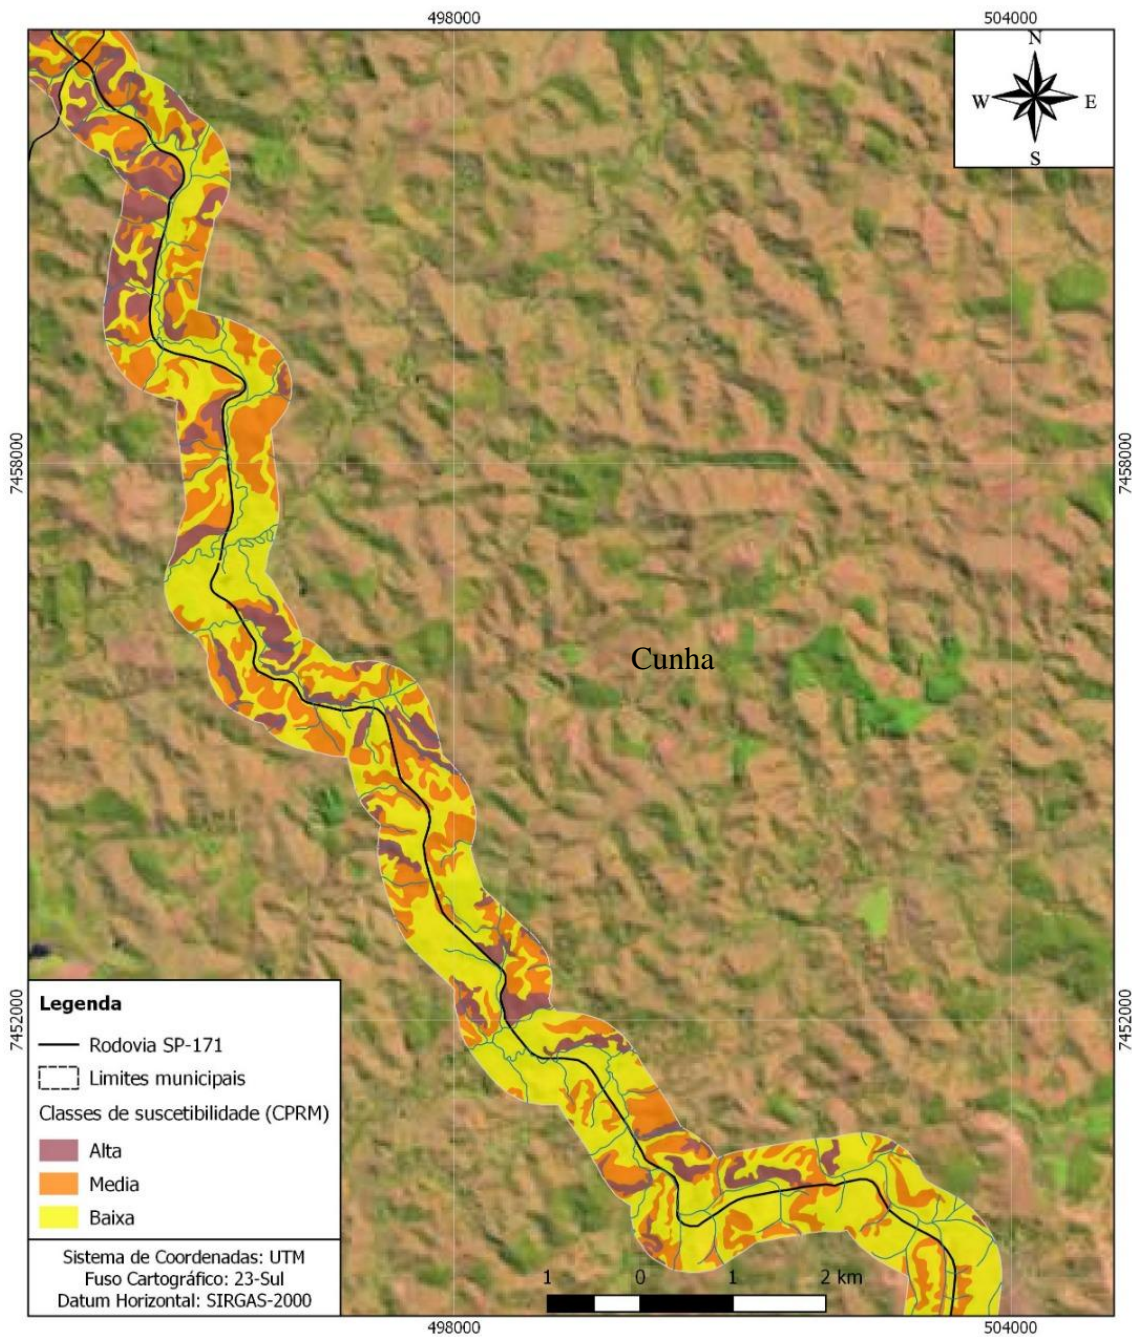 498000
504000
N
W
E
S
7458000
7458000
Cunha
7452000
7452000
Legenda
Rodovia SP-171
Limites municipais
Classes de suscetibilidade (CPRM)
Alta
Media
Baixa
Sistema de Coordenadas: UTM
Fuso Cartográfico: 23-Sul
Datum Horizontal: SIRGAS-2000
1 0 1 2 km
498000
504000